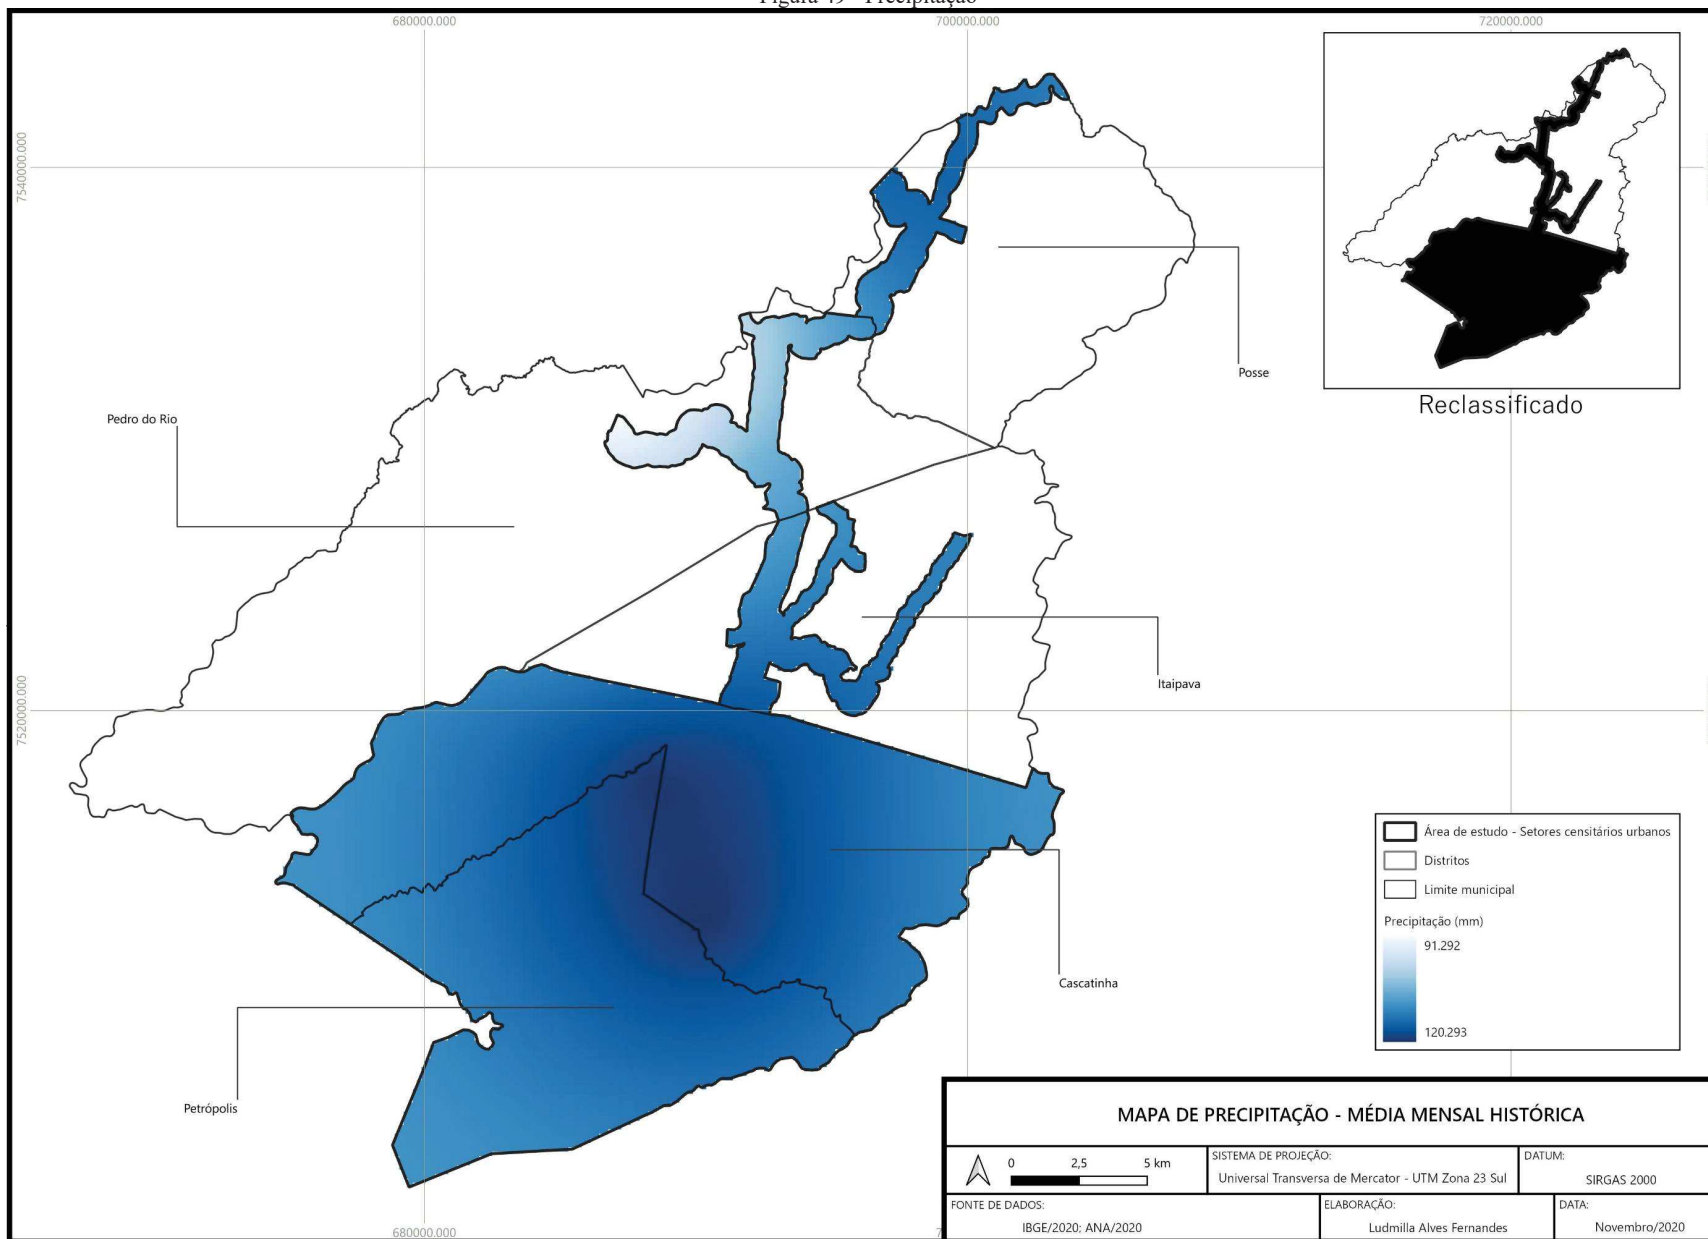 Figura 49 - Precipitação
680000.000
700000.000
720000.000
7540000.000
Reclassificado
Posse
Pedro do Rio
Itaipava
7520000.000
Área de estudo - Setores censitários urbanos
Distritos
Limite municipal
Precipitação (mm)
91.292
120.293
Cascatinha
Petrópolis
680000.000
MAPA DE PRECIPITAÇÃO - MÉDIA MENSAL HISTÓRICA
0 2,5 5 km
SISTEMA DE PROJEÇÃO:
Universal Transversa de Mercator - UTM Zona 23 Sul
DATUM:
SIRGAS 2000
FONTE DE DADOS:
IBGE/2020; ANA/2020
ELABORAÇÃO:
Ludmilla Alves Fernandes
DATA:
Novembro/2020